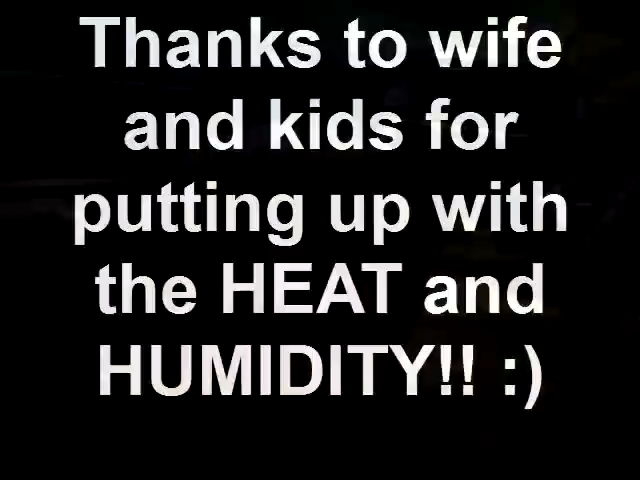 Thanks to wife
and kids for
putting up with
the HEAT and
HUMIDITY!! :)